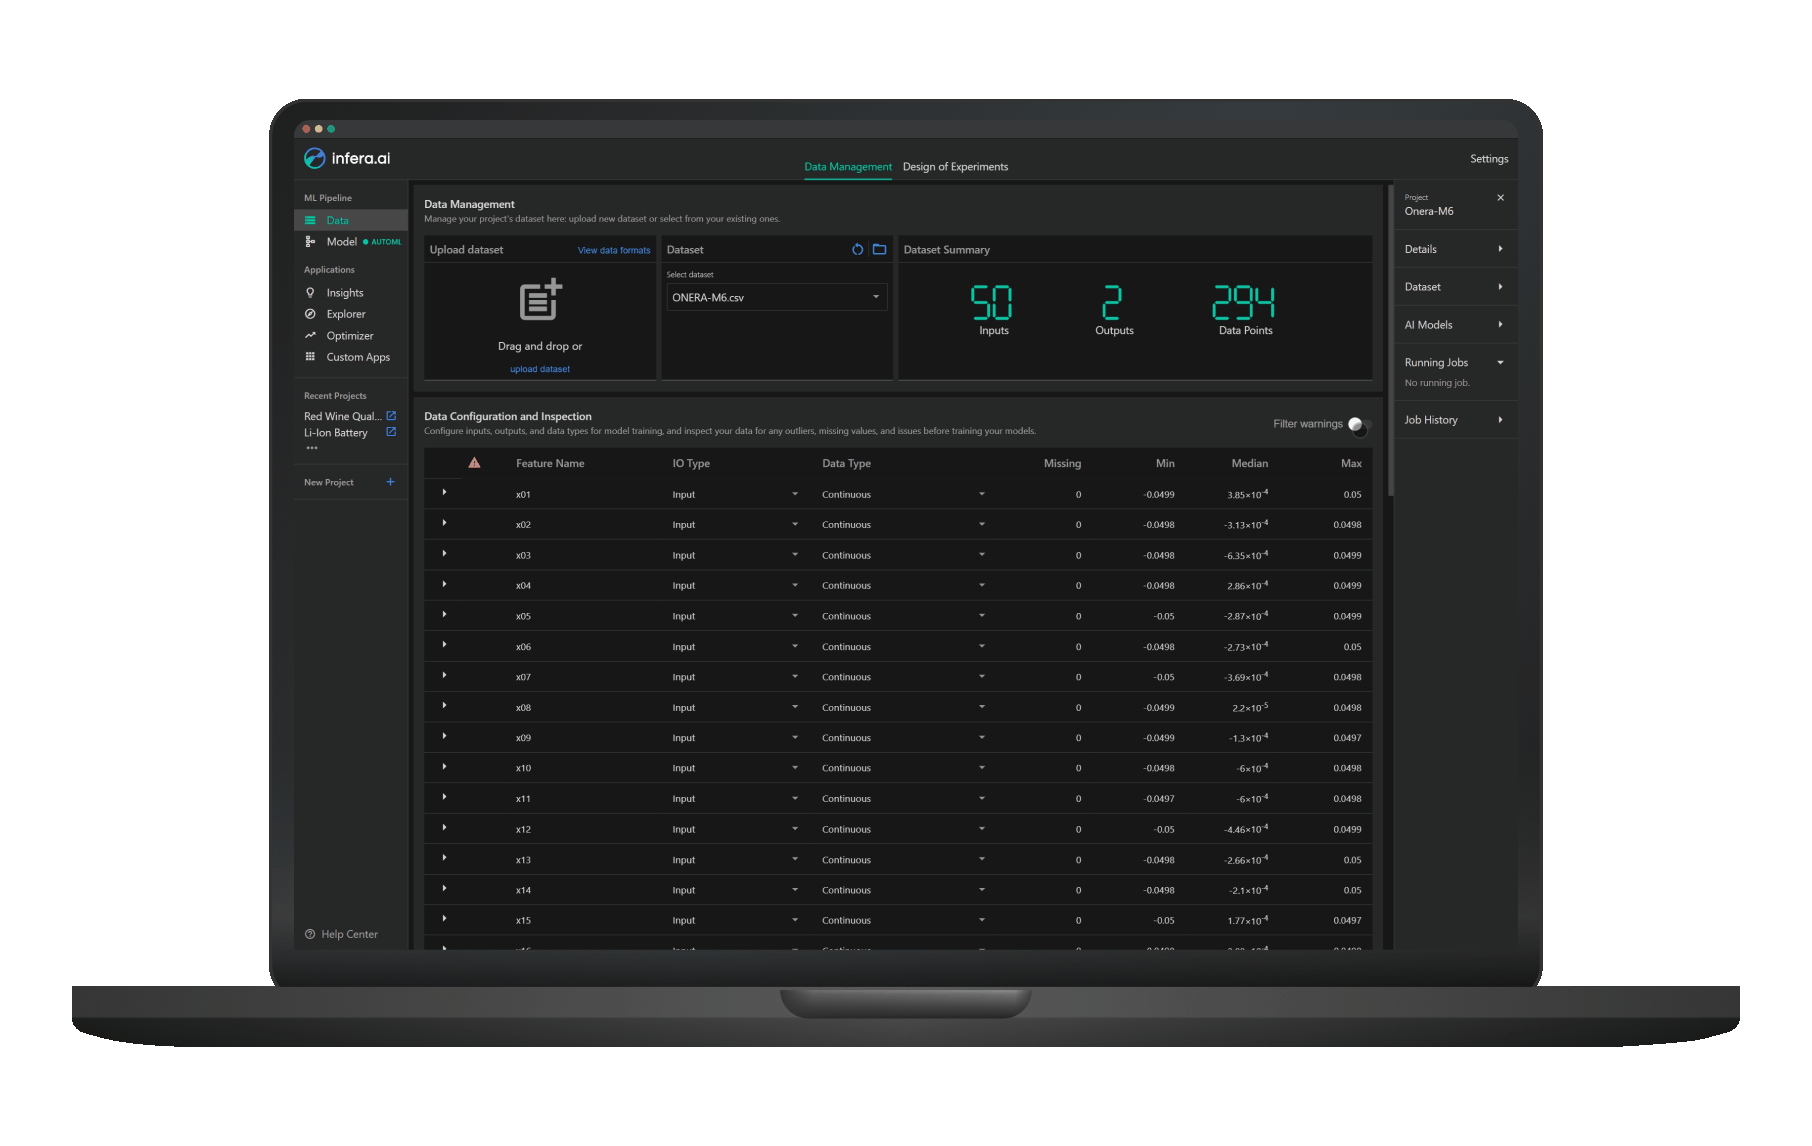 infera.ai
Data Management Design of Experiments
Settings
ML Pipeline
Data
Model AUTOML
Applications
Insights
Explorer
Optimizer
Custom Apps
Recent Projects
Red Wine Qual...
Li-Ion Battery
...
New Project +
Help Center
Data Management
Manage your project's dataset here: upload new dataset or select from your existing ones.
Upload dataset View data formats
Drag and drop or
upload dataset
Dataset
Select dataset
ONERA-M6.csv
Dataset Summary
50 2 294
Inputs Outputs Data Points
Data Configuration and Inspection
Configure inputs, outputs, and data types for model training, and inspect your data for any outliers, missing values, and issues before training your models.
Filter warnings
Feature Name IO Type Data Type Missing Min Median Max
x01 Input Continuous 0 -0.0499 3.85×10⁻⁴ 0.05
x02 Input Continuous 0 -0.0498 -3.13×10⁻⁴ 0.0498
x03 Input Continuous 0 -0.0498 -6.35×10⁻⁴ 0.0499
x04 Input Continuous 0 -0.0498 2.86×10⁻⁴ 0.0499
x05 Input Continuous 0 -0.05 -2.87×10⁻⁴ 0.0499
x06 Input Continuous 0 -0.0498 -2.73×10⁻⁴ 0.05
x07 Input Continuous 0 -0.05 -3.69×10⁻⁴ 0.0498
x08 Input Continuous 0 -0.0499 2.2×10⁻⁵ 0.0498
x09 Input Continuous 0 -0.0499 -1.3×10⁻⁴ 0.0497
x10 Input Continuous 0 -0.0498 -6×10⁻⁴ 0.0498
x11 Input Continuous 0 -0.0497 -6×10⁻⁴ 0.0498
x12 Input Continuous 0 -0.05 -4.46×10⁻⁴ 0.0499
x13 Input Continuous 0 -0.0498 -2.66×10⁻⁴ 0.05
x14 Input Continuous 0 -0.0498 -2.1×10⁻⁴ 0.05
x15 Input Continuous 0 -0.05 1.77×10⁻⁴ 0.0497
Project
Onera-M6
Details
Dataset
AI Models
Running Jobs
No running job.
Job History